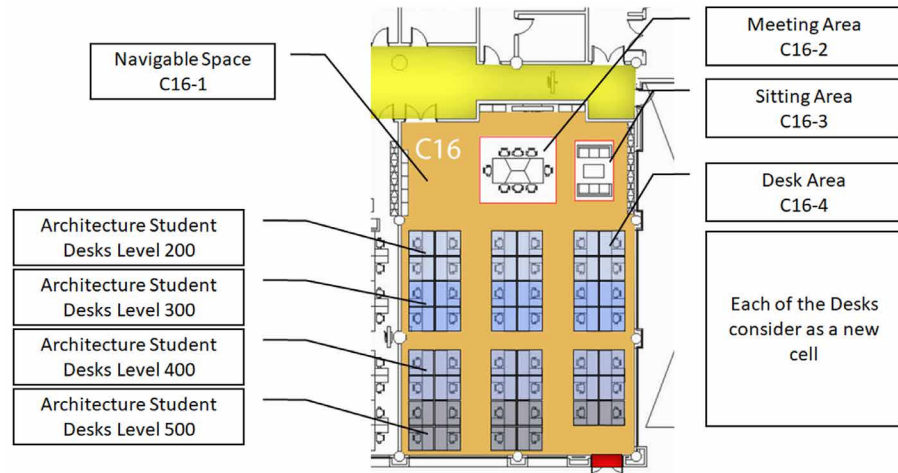 Meeting Area
C16-2
Navigable Space
C16-1
Sitting Area
C16-3
C16
Desk Area
C16-4
Architecture Student
Desks Level 200
Architecture Student
Desks Level 300
Each of the Desks
consider as a new
cell
Architecture Student
Desks Level 400
Architecture Student
Desks Level 500